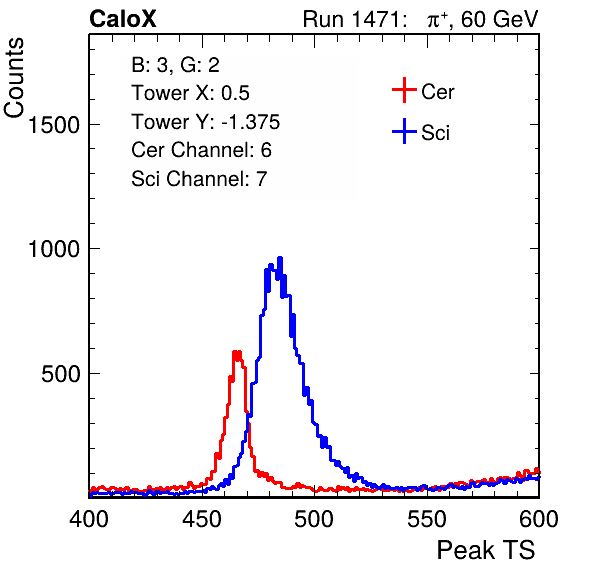 CaloX Run 1471: π⁺, 60 GeV
Counts
B: 3, G: 2
Tower X: 0.5
Tower Y: -1.375
Cer Channel: 6
Sci Channel: 7
Cer
Sci
1500
1000
500
400 450 500 550 600
Peak TS